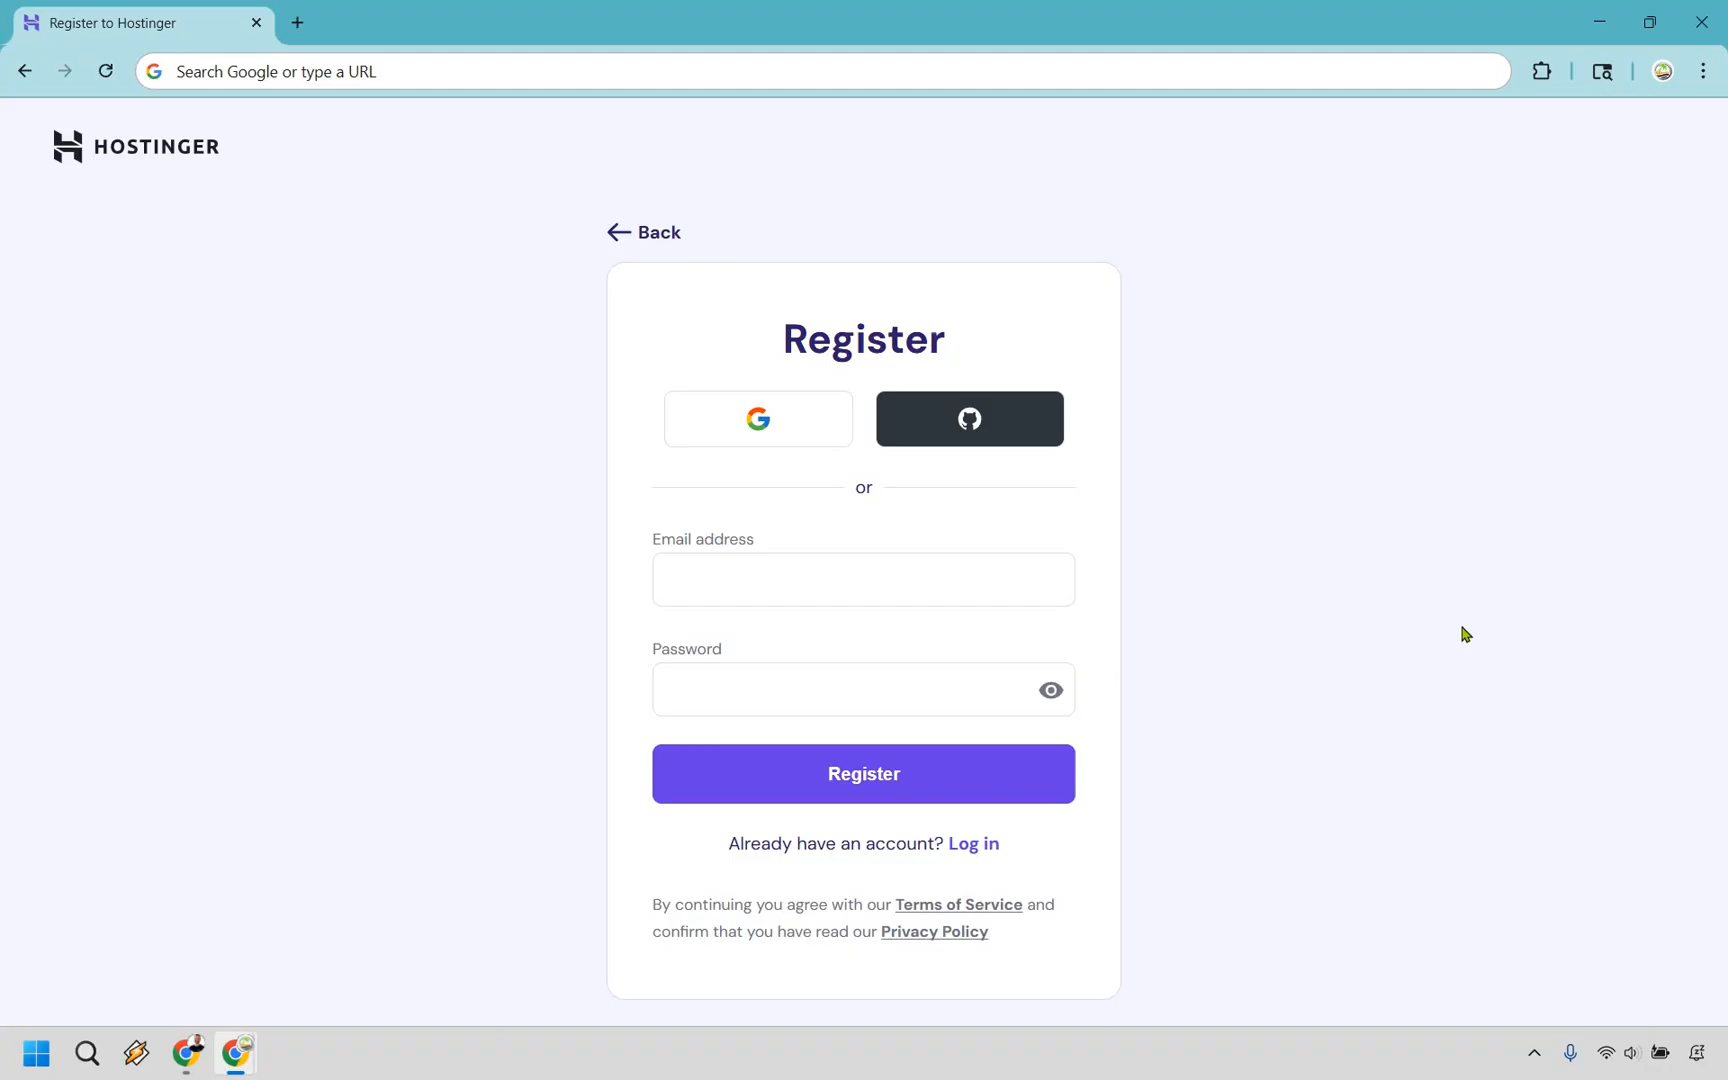 Register to Hostinger
Search Google or type a URL
HOSTINGER
Back
Register
or
Email address
Password
Register
Already have an account? Log in
By continuing you agree with our Terms of Service and
confirm that you have read our Privacy Policy